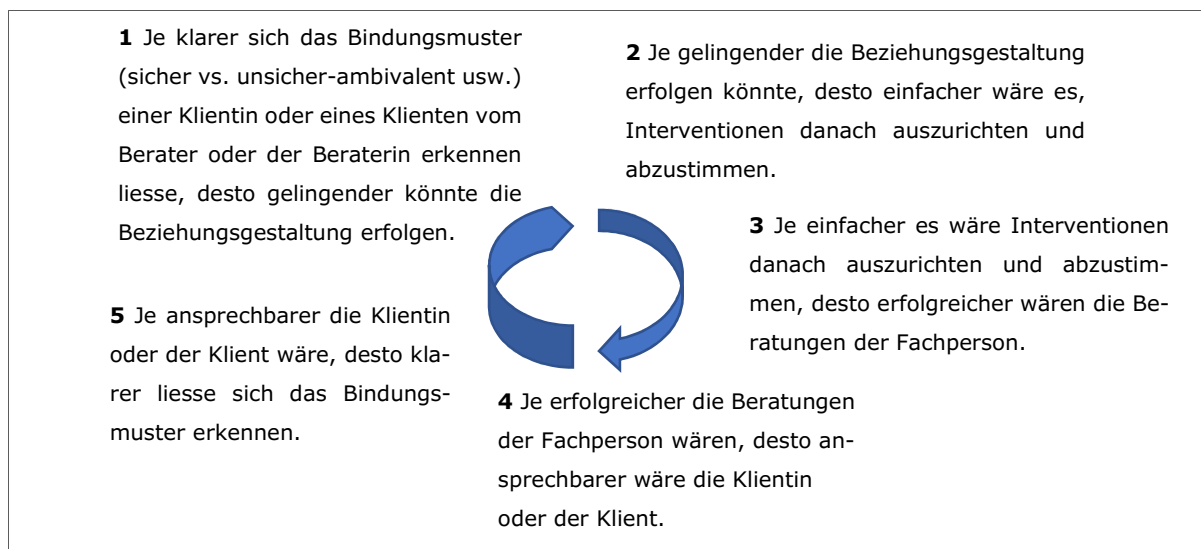 1 Je klarer sich das Bindungsmuster
(sicher vs. unsicher-ambivalent usw.)
einer Klientin oder eines Klienten vom
Berater oder der Beraterin erkennen
liesse, desto gelingender könnte die
Beziehungsgestaltung erfolgen.
2 Je gelingender die Beziehungsgestaltung
erfolgen könnte, desto einfacher wäre es,
Interventionen danach auszurichten und
abzustimmen.
3 Je einfacher es wäre Interventionen
danach auszurichten und abzustim-
men, desto erfolgreicher wären die Be-
ratungen der Fachperson.
4 Je erfolgreicher die Beratungen
der Fachperson wären, desto an-
sprechbarer wäre die Klientin
oder der Klient.
5 Je ansprechbarer die Klientin
oder der Klient wäre, desto kla-
rer liesse sich das Bindungs-
muster erkennen.